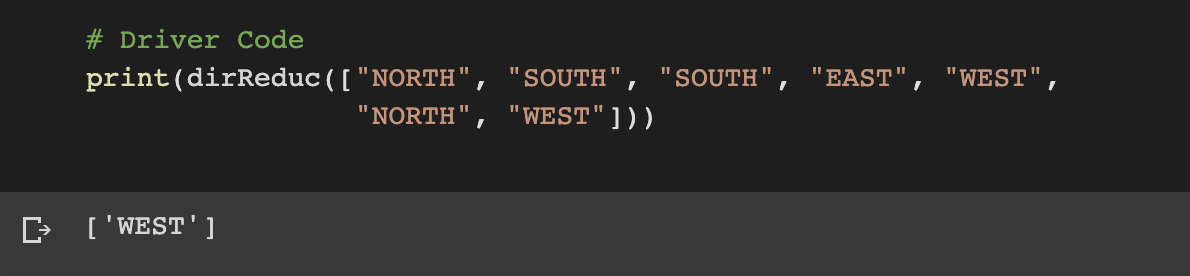 # Driver Code
print(dirReduc(["NORTH", "SOUTH", "SOUTH", "EAST", "WEST",
"NORTH", "WEST"]))
['WEST']